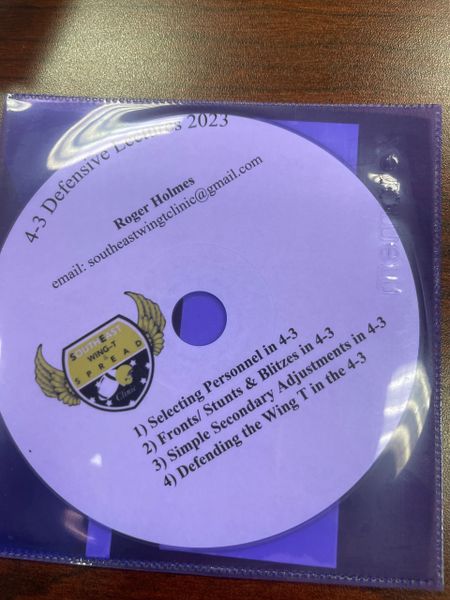 4-3 Defensive Lectures 2023
Roger Holmes
email: southeastwingtclinic@gmail.com
SOUTHEAST
WING-T
&
SPREAD
Clinic
1) Selecting Personnel in 4-3
2) Fronts/ Stunts & Blitzes in 4-3
3) Simple Secondary Adjustments in 4-3
4) Defending the Wing T in the 4-3